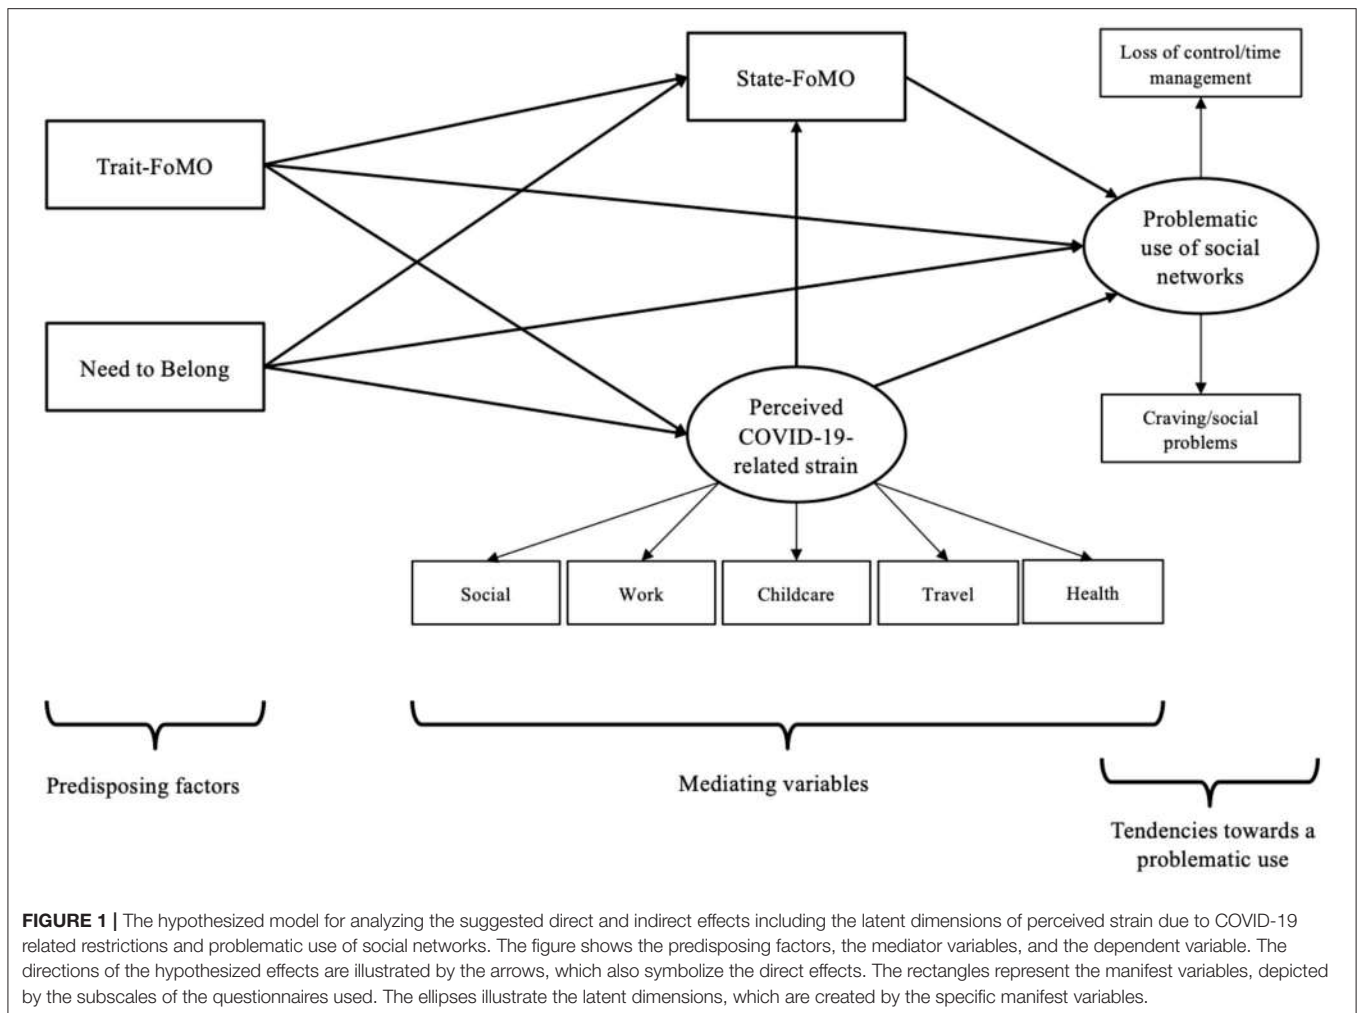 Loss of control/time
management
State-FoMO
Trait-FoMO
Problematic
use of social
networks
Need to Belong
Perceived
COVID-19-
related strain
Craving/social
problems
Social
Work
Childcare
Travel
Health
Predisposing factors
Mediating variables
Tendencies towards a
problematic use
FIGURE 1 | The hypothesized model for analyzing the suggested direct and indirect effects including the latent dimensions of perceived strain due to COVID-19
related restrictions and problematic use of social networks. The figure shows the predisposing factors, the mediator variables, and the dependent variable. The
directions of the hypothesized effects are illustrated by the arrows, which also symbolize the direct effects. The rectangles represent the manifest variables, depicted
by the subscales of the questionnaires used. The ellipses illustrate the latent dimensions, which are created by the specific manifest variables.